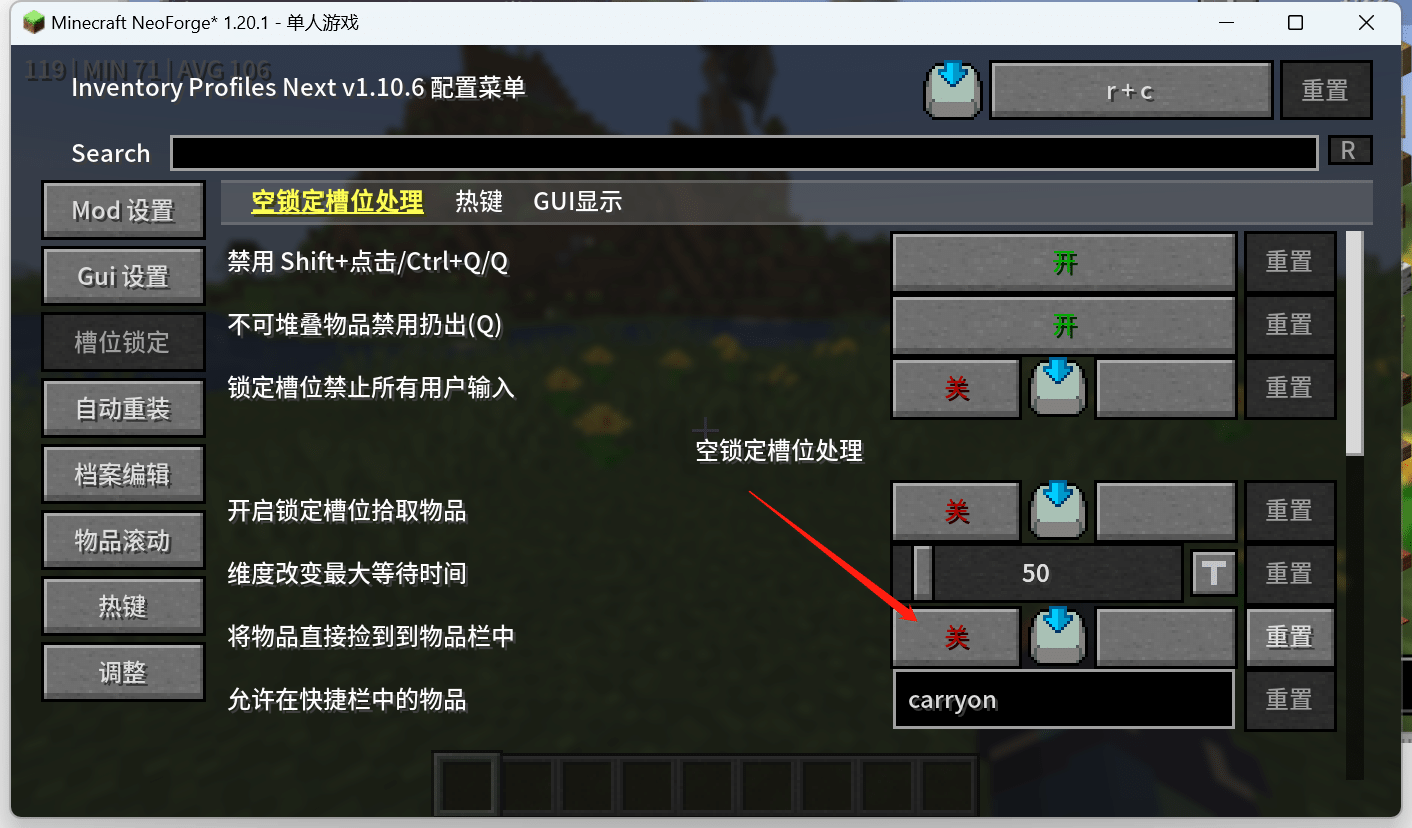 Minecraft NeoForge* 1.20.1 - 单人游戏
119 | MIN 71 | AVG 106
Inventory Profiles Next v1.10.6 配置菜单
r + c
重置
Search
R
Mod 设置
Gui 设置
槽位锁定
自动重装
档案编辑
物品滚动
热键
调整
空锁定槽位处理 热键 GUI显示
禁用 Shift+点击/Ctrl+Q/Q 开 重置
不可堆叠物品禁用扔出(Q) 开 重置
锁定槽位禁止所有用户输入 关 重置
空锁定槽位处理
开启锁定槽位拾取物品 关 重置
维度改变最大等待时间 50 T 重置
将物品直接捡到到物品栏中 关 重置
允许在快捷栏中的物品 carryon 重置